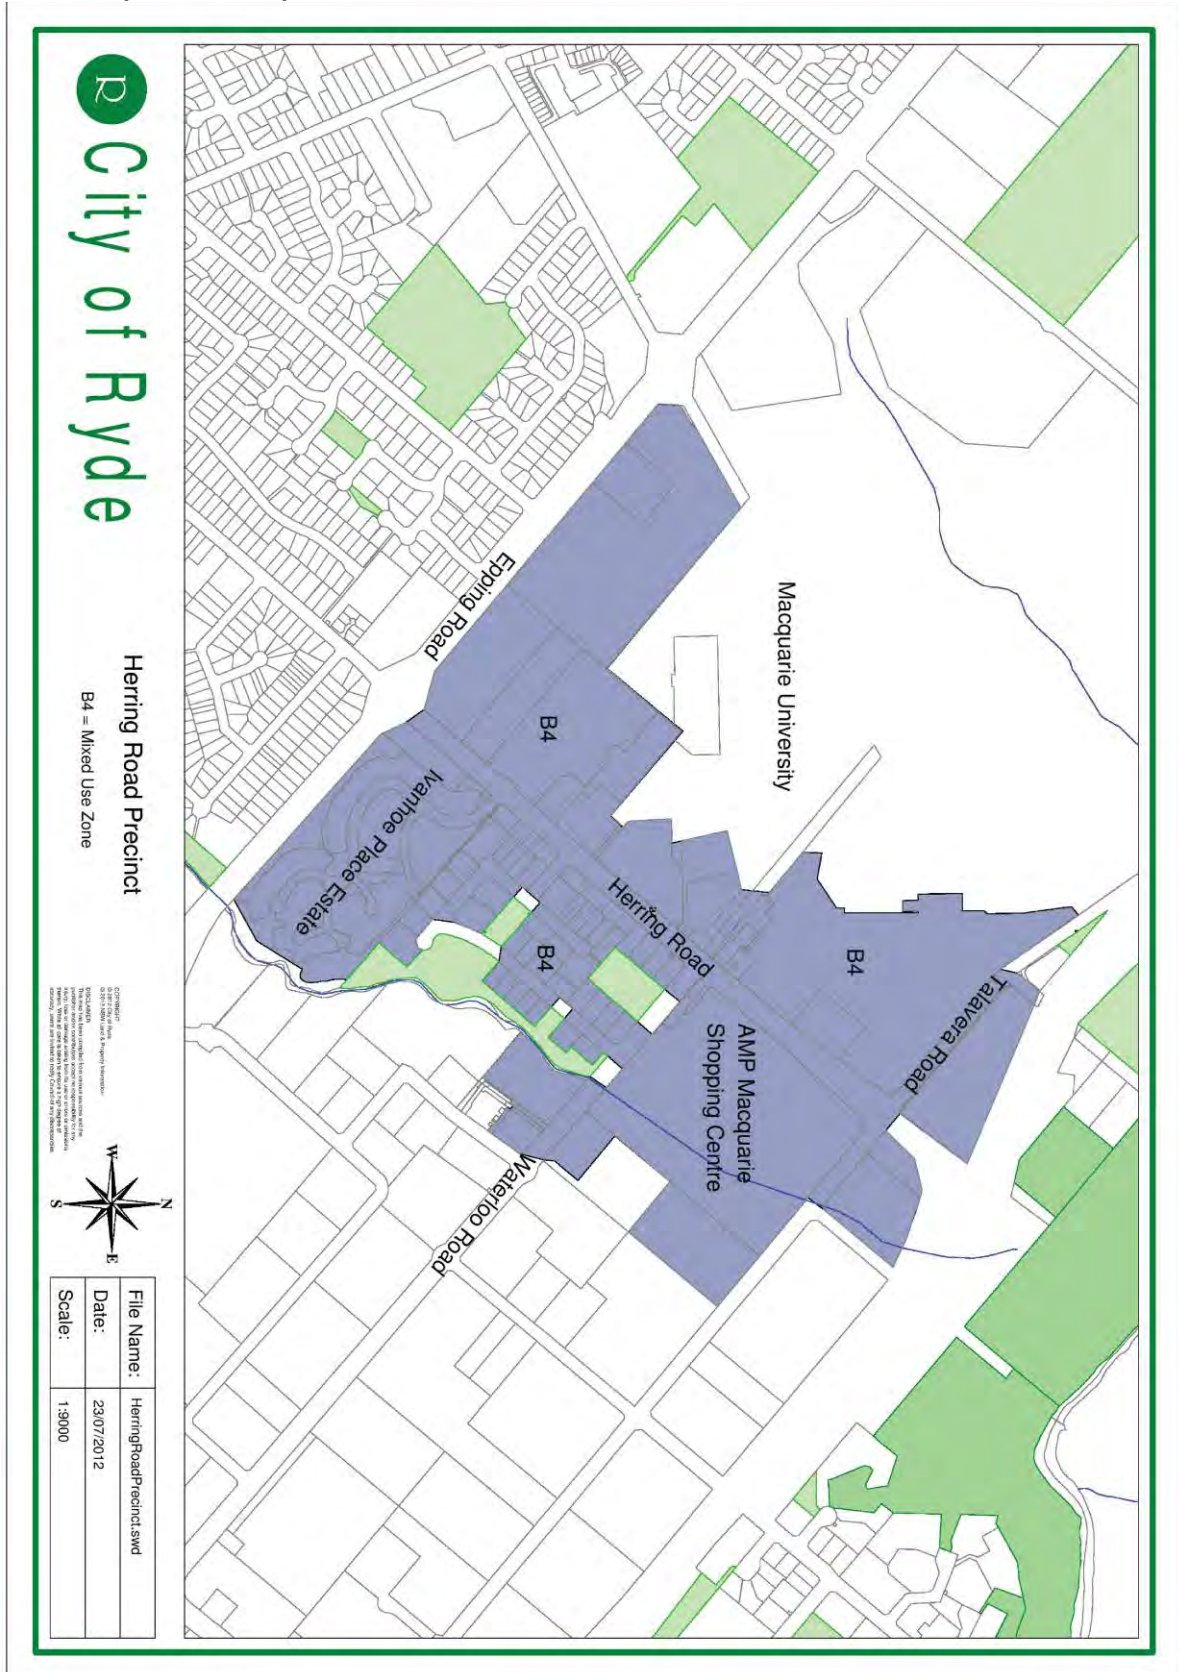 City of Ryde
Herring Road Precinct
B4 = Mixed Use Zone
Macquarie University
Epping Road
B4
Ivanhoe Place Estate
Herring Road
B4
B4
Talavera Road
AMP Macquarie
Shopping Centre
Waterloo Road
COPYRIGHT
DISCLAIMER
N
W
E
S
File Name: HerringRoadPrecinct.swd
Date: 23/07/2012
Scale: 1:9000